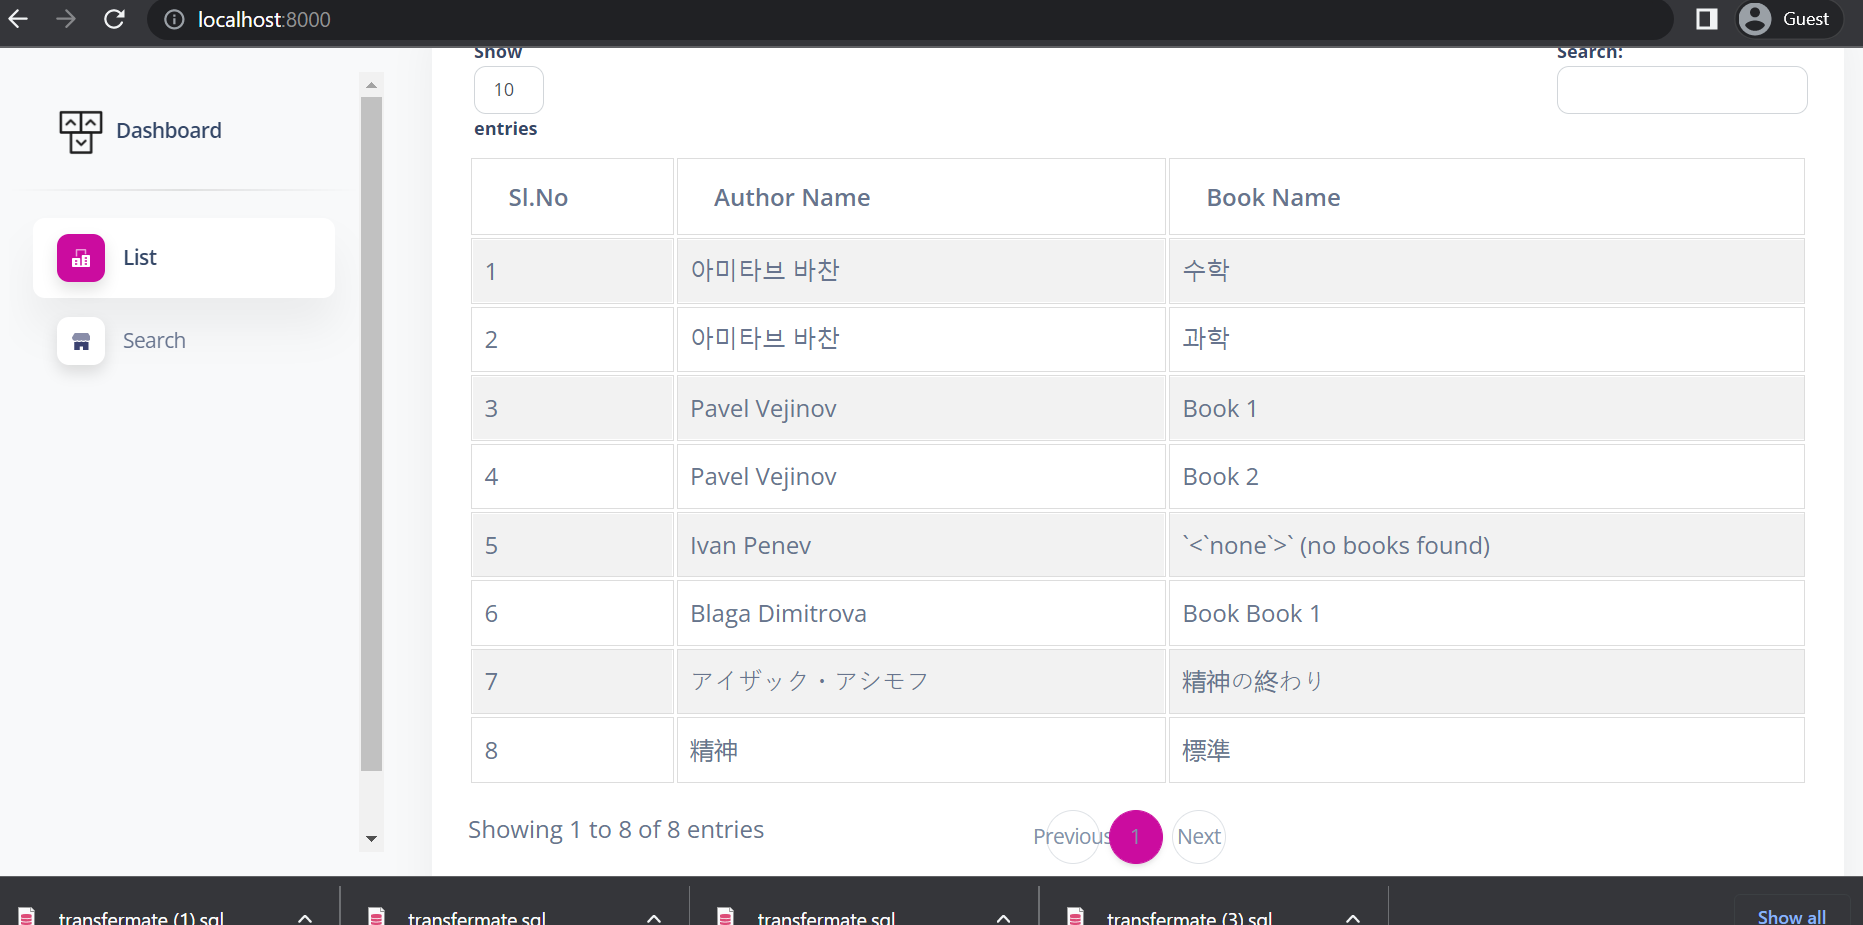 localhost:8000
Guest
Dashboard
List
Search
Show
10
entries
Search:
Sl.No Author Name Book Name
1 아미타브 바찬 수학
2 아미타브 바찬 과학
3 Pavel Vejinov Book 1
4 Pavel Vejinov Book 2
5 Ivan Penev `<`none`>` (no books found)
6 Blaga Dimitrova Book Book 1
7 アイザック・アシモフ 精神の終わり
8 精神 標準
Showing 1 to 8 of 8 entries
Previous 1 Next
transfermate (1).sql
transfermate.sql
transfermate.sql
transfermate (3).sql
Show all